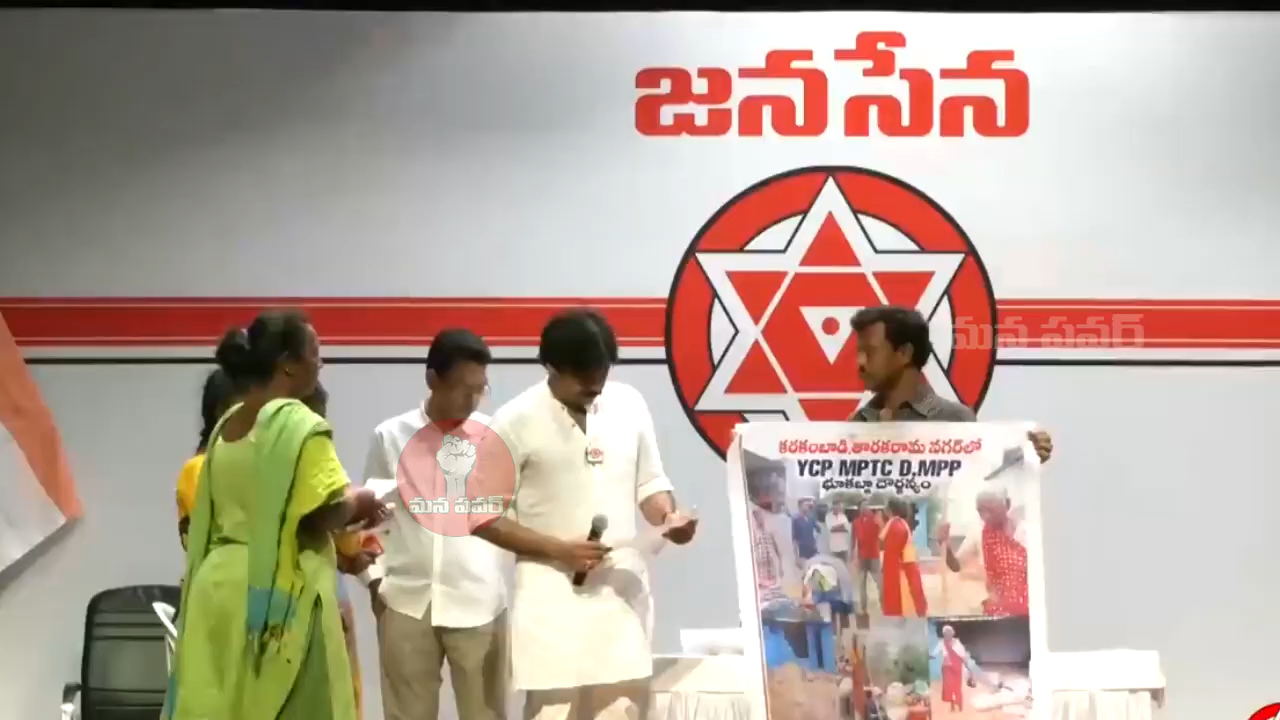 జనసేన
మన పవర్
కరకంబాడి,తారకరామ నగర్‌లో
YCP MPTC D,MPP
భూకబ్జా దౌర్జన్యం
మన పవర్